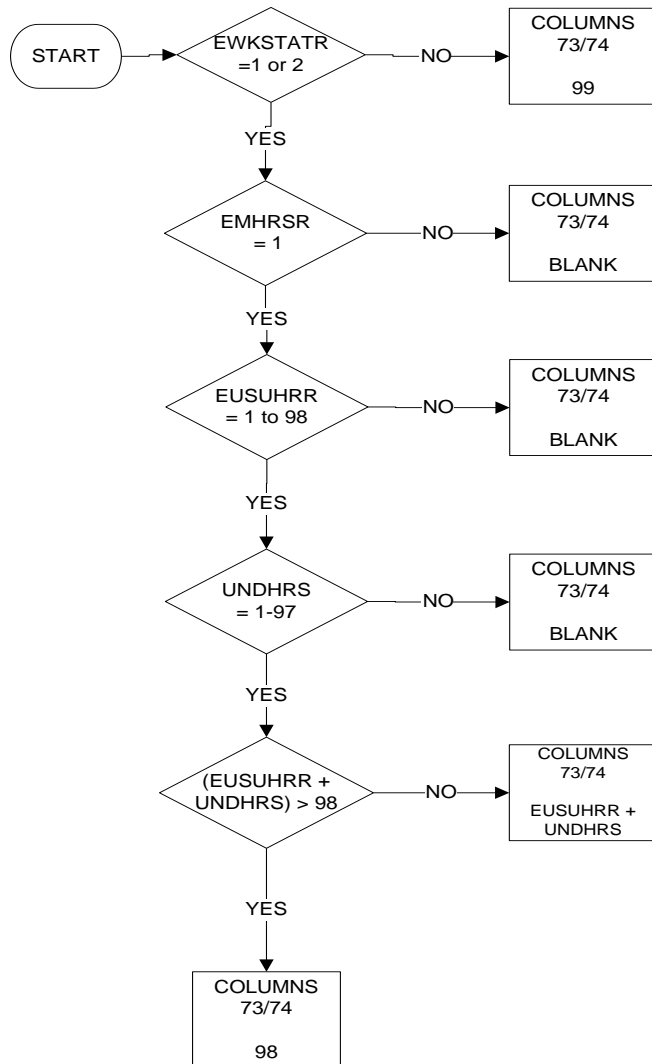 START
EWKSTATR
=1 or 2
NO
COLUMNS
73/74
99
YES
EMHRSR
= 1
NO
COLUMNS
73/74
BLANK
YES
EUSUHRR
= 1 to 98
NO
COLUMNS
73/74
BLANK
YES
UNDHRS
= 1-97
NO
COLUMNS
73/74
BLANK
YES
(EUSUHRR +
UNDHRS) > 98
NO
COLUMNS
73/74
EUSUHRR +
UNDHRS
YES
COLUMNS
73/74
98